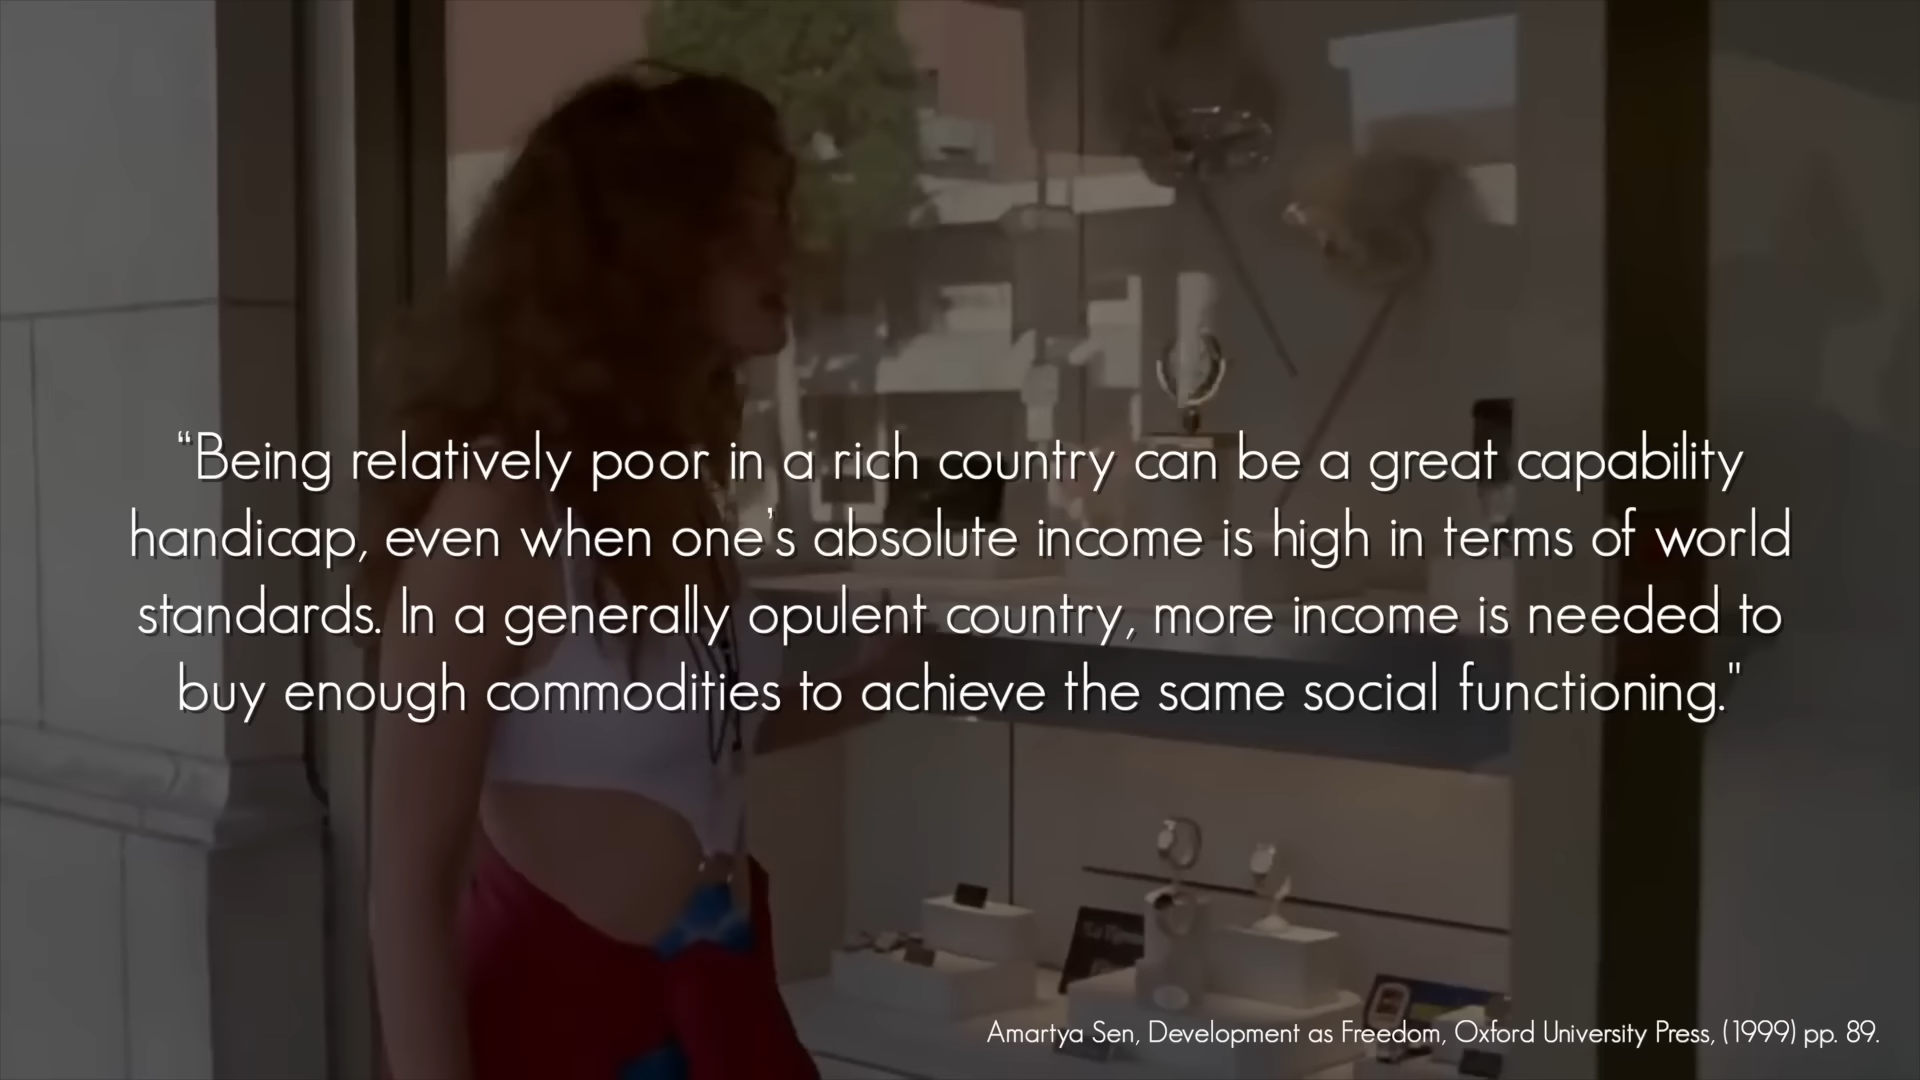 “Being relatively poor in a rich country can be a great capability
handicap, even when one's absolute income is high in terms of world
standards. In a generally opulent country, more income is needed to
buy enough commodities to achieve the same social functioning."
Amartya Sen, Development as Freedom, Oxford University Press, (1999) pp. 89.